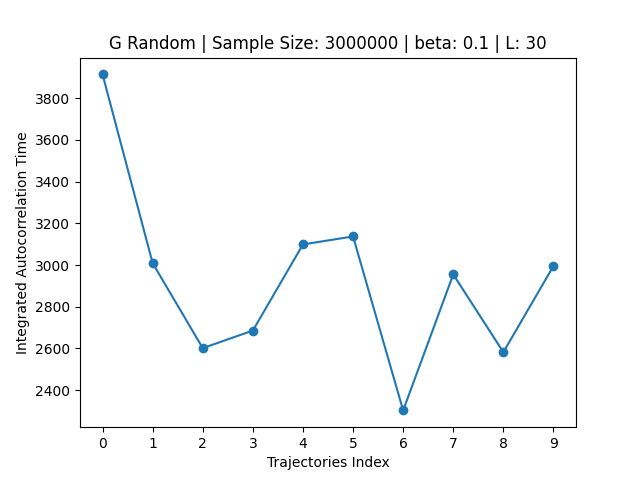 G Random | Sample Size: 3000000 | beta: 0.1 | L: 30
Integrated Autocorrelation Time
3800
3600
3400
3200
3000
2800
2600
2400
0 1 2 3 4 5 6 7 8 9
Trajectories Index